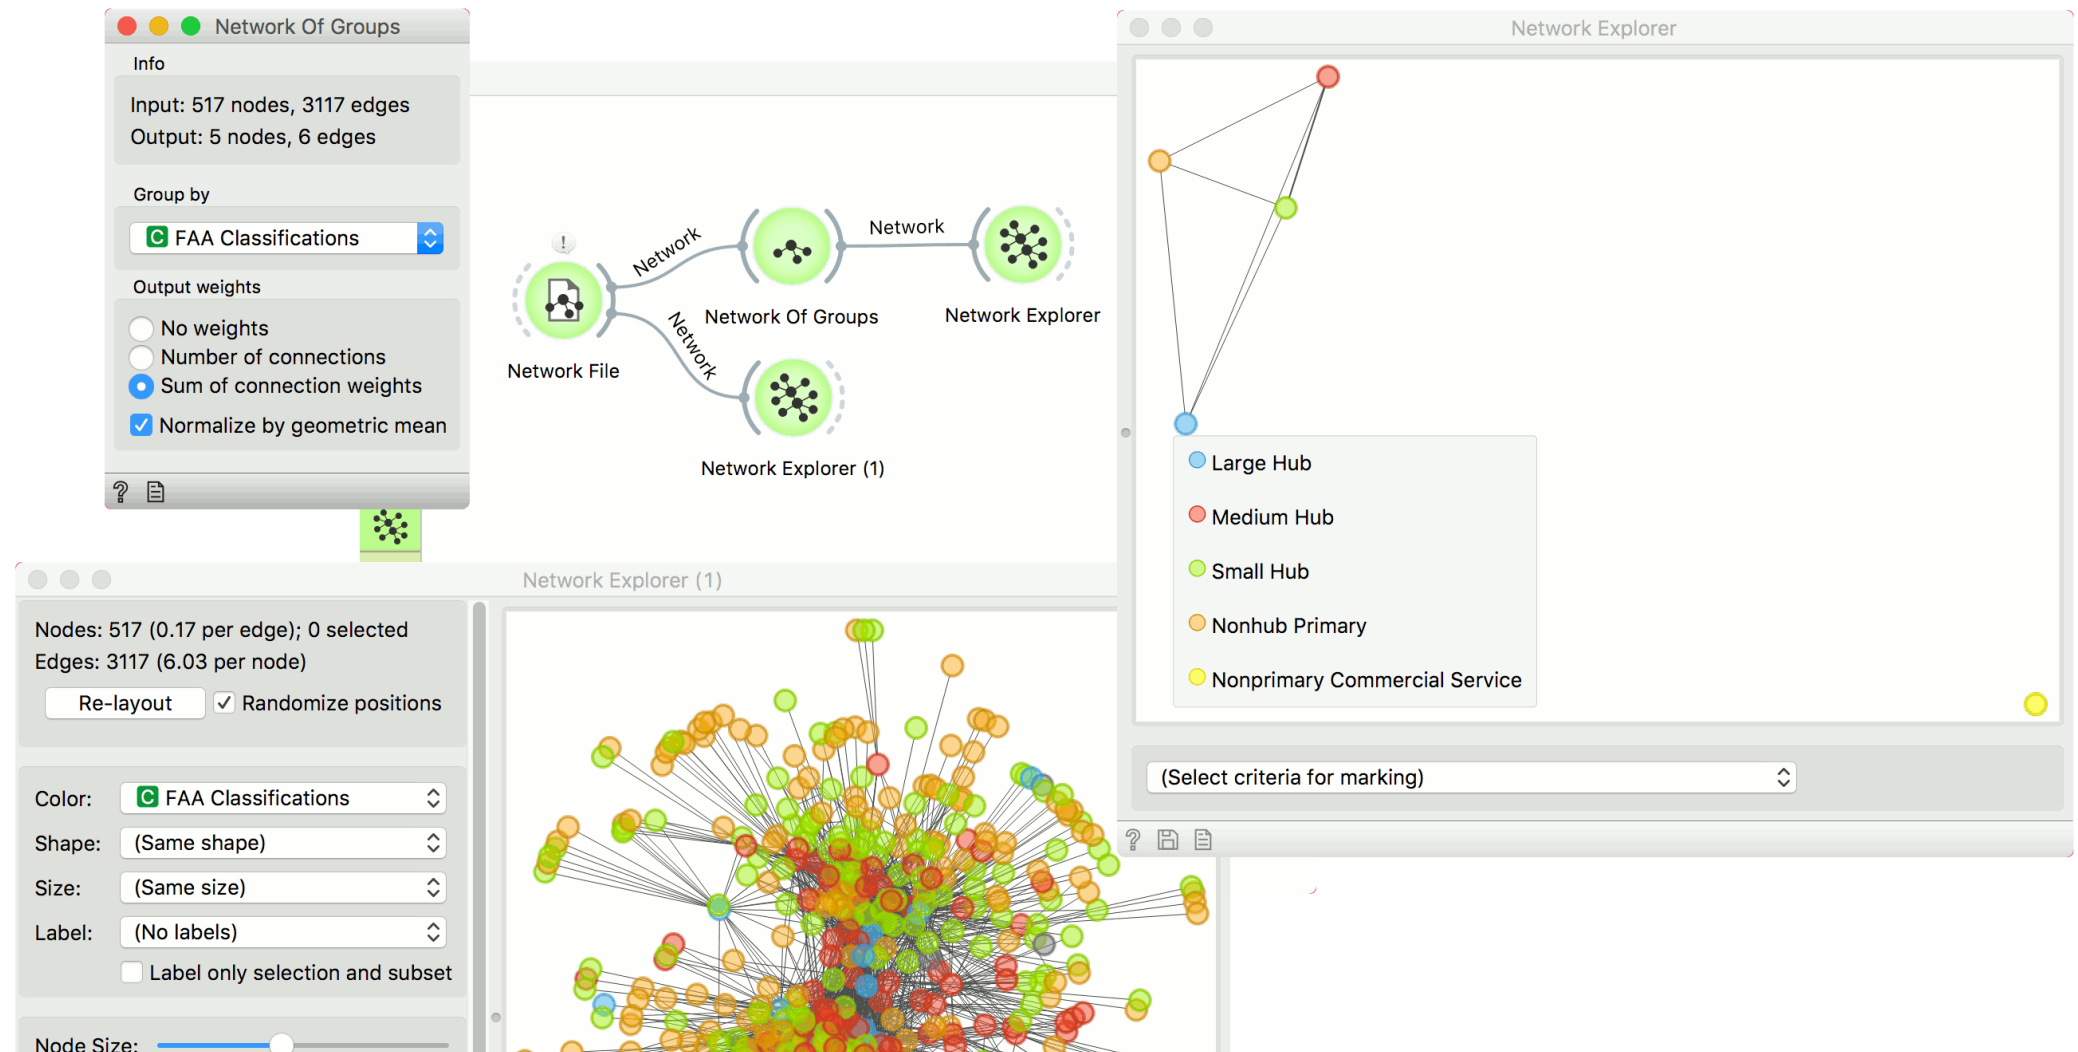 Network Of Groups
Info
Input: 517 nodes, 3117 edges
Output: 5 nodes, 6 edges
Group by
C FAA Classifications
Output weights
No weights
Number of connections
Sum of connection weights
Normalize by geometric mean
?
!
Network
Network
Network
Network File
Network Of Groups
Network Explorer
Network Explorer (1)
Network Explorer
Large Hub
Medium Hub
Small Hub
Nonhub Primary
Nonprimary Commercial Service
(Select criteria for marking)
?
Network Explorer (1)
Nodes: 517 (0.17 per edge); 0 selected
Edges: 3117 (6.03 per node)
Re-layout
Randomize positions
Color: C FAA Classifications
Shape: (Same shape)
Size: (Same size)
Label: (No labels)
Label only selection and subset
Node Size: